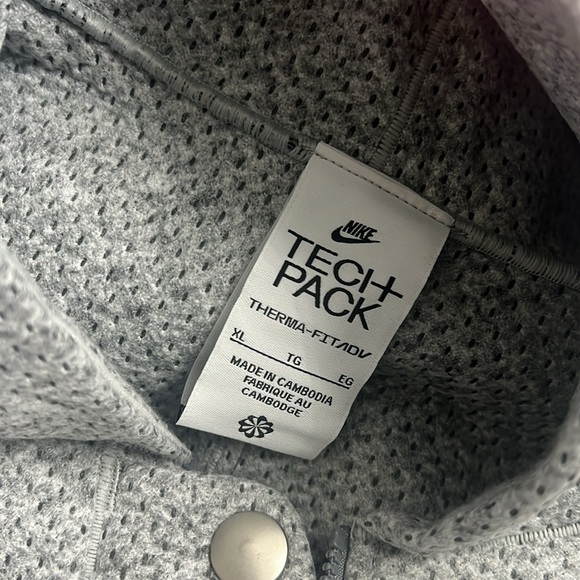 NIKE
TECH
PACK
THERMA-FIT ADV
XL TG EG
MADE IN CAMBODIA
FABRIQUE AU
CAMBODGE